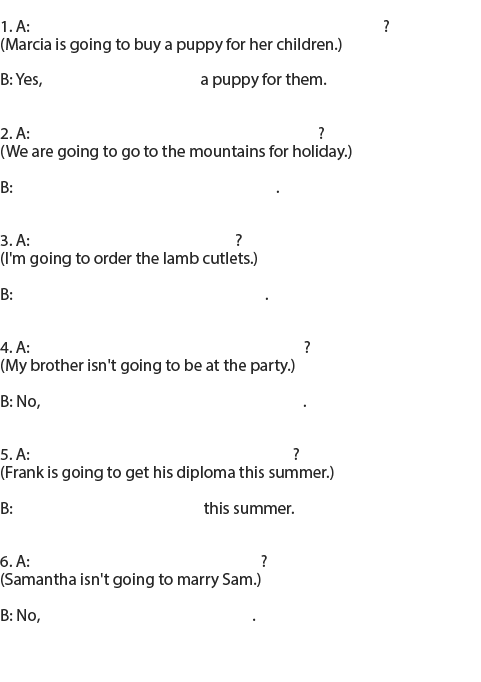 1. A: ?
(Marcia is going to buy a puppy for her children.)
B: Yes, a puppy for them.
2. A: ?
(We are going to go to the mountains for holiday.)
B: .
3. A: ?
(I'm going to order the lamb cutlets.)
B: .
4. A: ?
(My brother isn't going to be at the party.)
B: No, .
5. A: ?
(Frank is going to get his diploma this summer.)
B: this summer.
6. A: ?
(Samantha isn't going to marry Sam.)
B: No, .